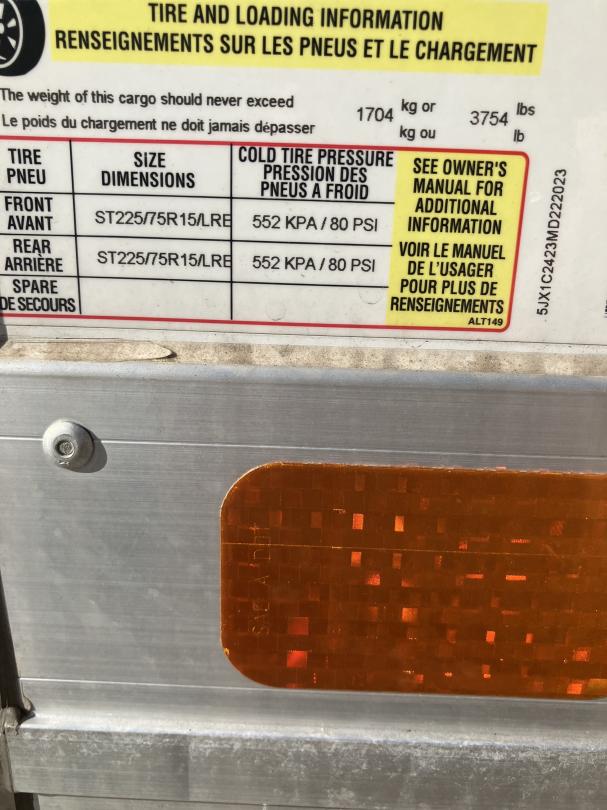 TIRE AND LOADING INFORMATION
RENSEIGNEMENTS SUR LES PNEUS ET LE CHARGEMENT
The weight of this cargo should never exceed 1704 kg or 3754 lbs
Le poids du chargement ne doit jamais dépasser kg ou lb
TIRE PNEU
SIZE DIMENSIONS
COLD TIRE PRESSURE PRESSION DES PNEUS A FROID
FRONT AVANT
ST225/75R15/LRE
552 KPA / 80 PSI
REAR ARRIÈRE
ST225/75R15/LRE
552 KPA / 80 PSI
SPARE DE SECOURS
SEE OWNER'S
MANUAL FOR
ADDITIONAL
INFORMATION
VOIR LE MANUEL
DE L'USAGER
POUR PLUS DE
RENSEIGNEMENTS
ALT149
5JX1C2423MD222023